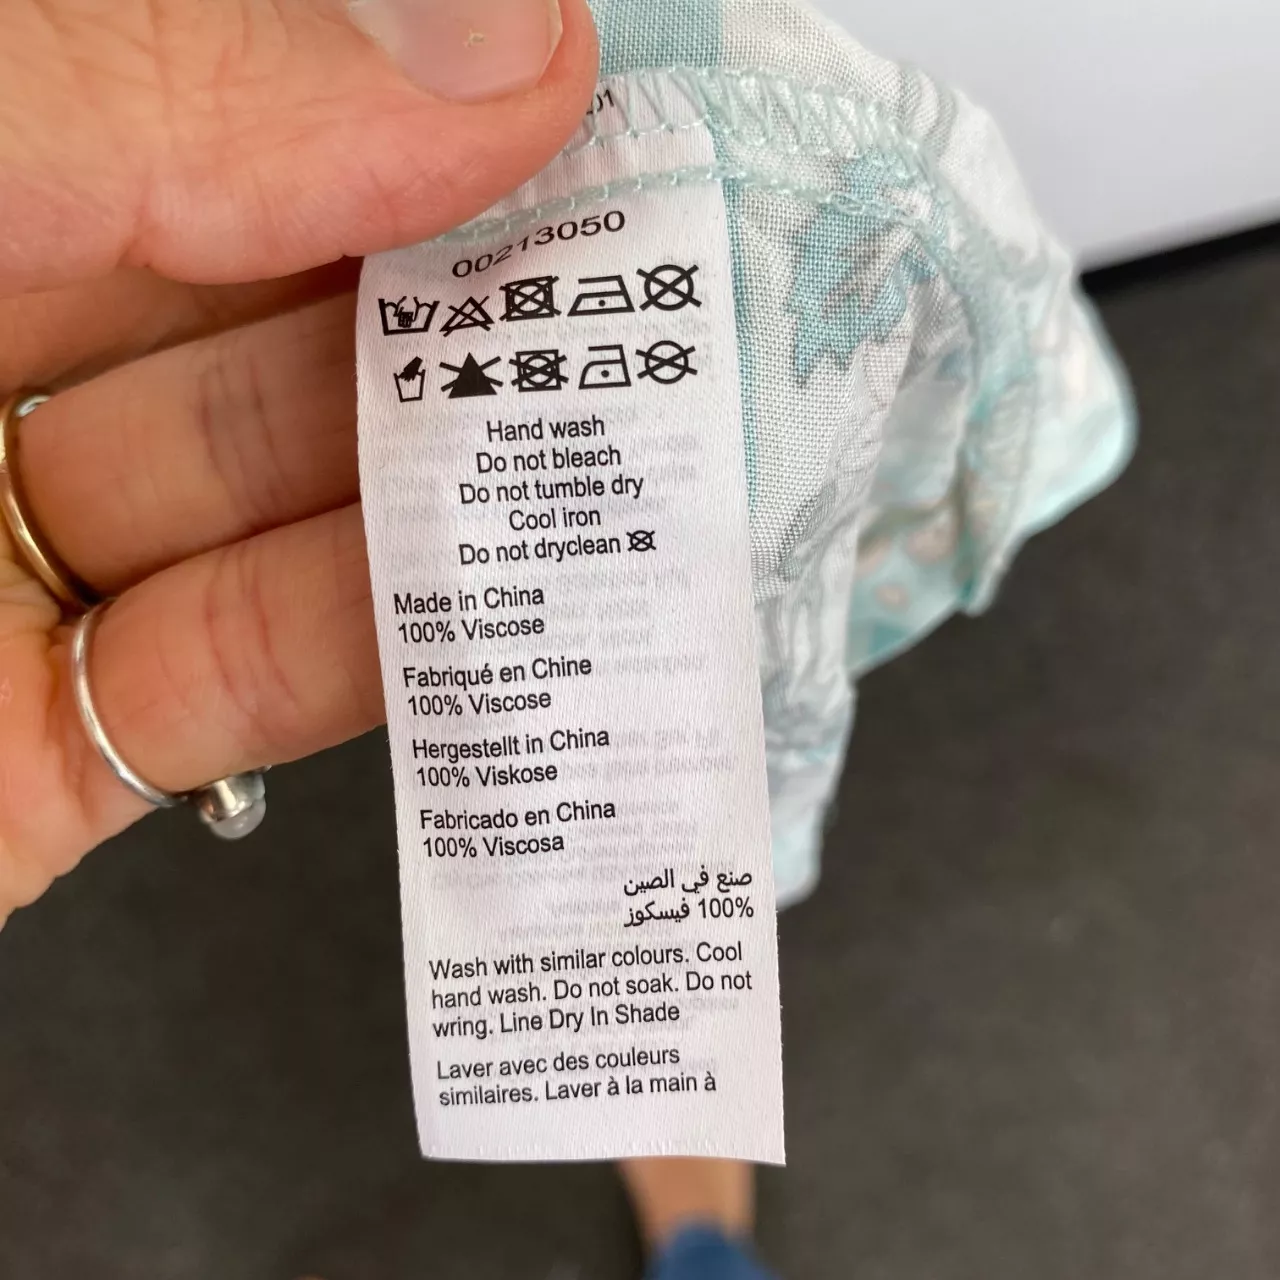 00213050
Hand wash
Do not bleach
Do not tumble dry
Cool iron
Do not dryclean
Made in China
100% Viscose
Fabriqué en Chine
100% Viscose
Hergestellt in China
100% Viskose
Fabricado en China
100% Viscosa
صنع في الصين
100% فيسكوز
Wash with similar colours. Cool
hand wash. Do not soak. Do not
wring. Line Dry In Shade
Laver avec des couleurs
similaires. Laver à la main à